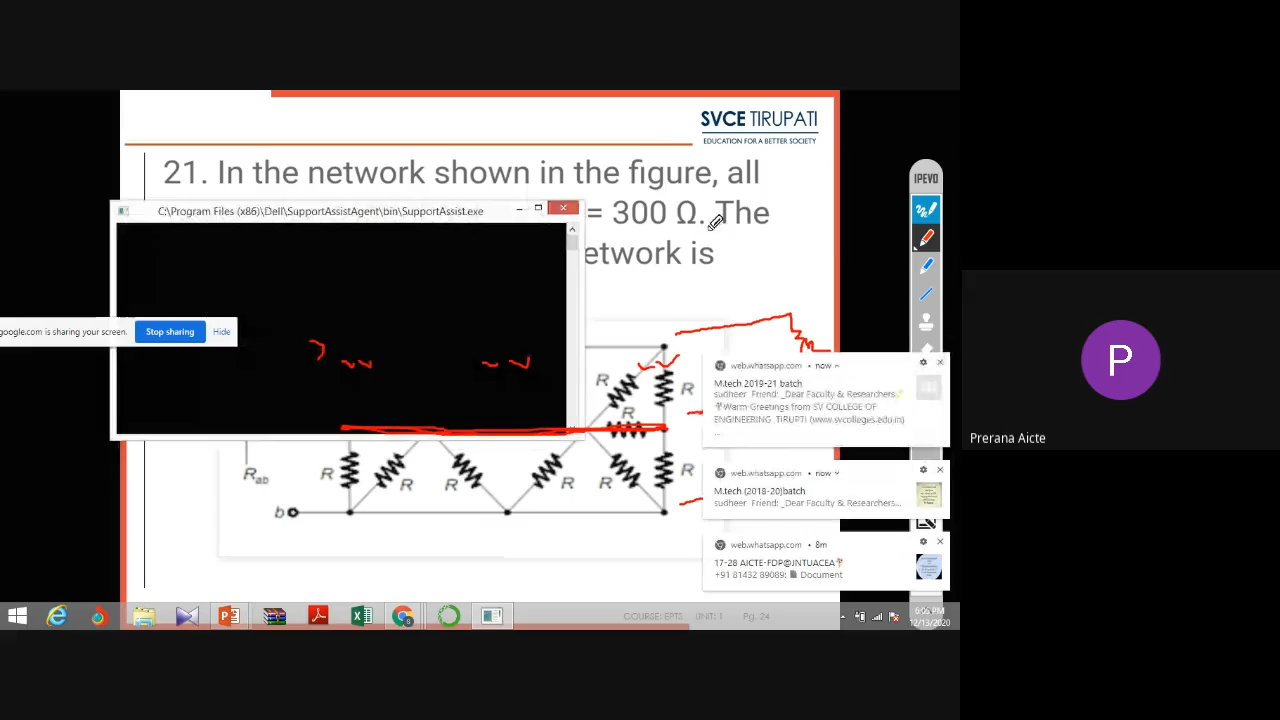 SVCE TIRUPATI
EDUCATION FOR A BETTER SOCIETY
21. In the network shown in the figure, all
= 300 Ω. The
etwork is
C:\Program Files (x86)\Dell\SupportAssistAgent\bin\SupportAssist.exe
google.com is sharing your screen.
Stop sharing
Hide
IPEVO
R
R
R
R
R
R
R
R
R
Rab
b
web.whatsapp.com • now
M.tech 2019-21 batch
sudheer Friend: _Dear Faculty & Researchers
Warm Greetings from SV COLLEGE OF
ENGINEERING TIRUPTI (www.svcolleges.edu.in)
...
web.whatsapp.com • now
M.tech (2018-20)batch
sudheer Friend: _Dear Faculty & Researchers...
web.whatsapp.com • 8m
17-28 AICTE-FDP@JNTUACEA
+91 81432 89089: Document
P
Prerana Aicte
COURSE: EPTS UNIT: 1 Pg. 24
6:05 PM
12/13/2020